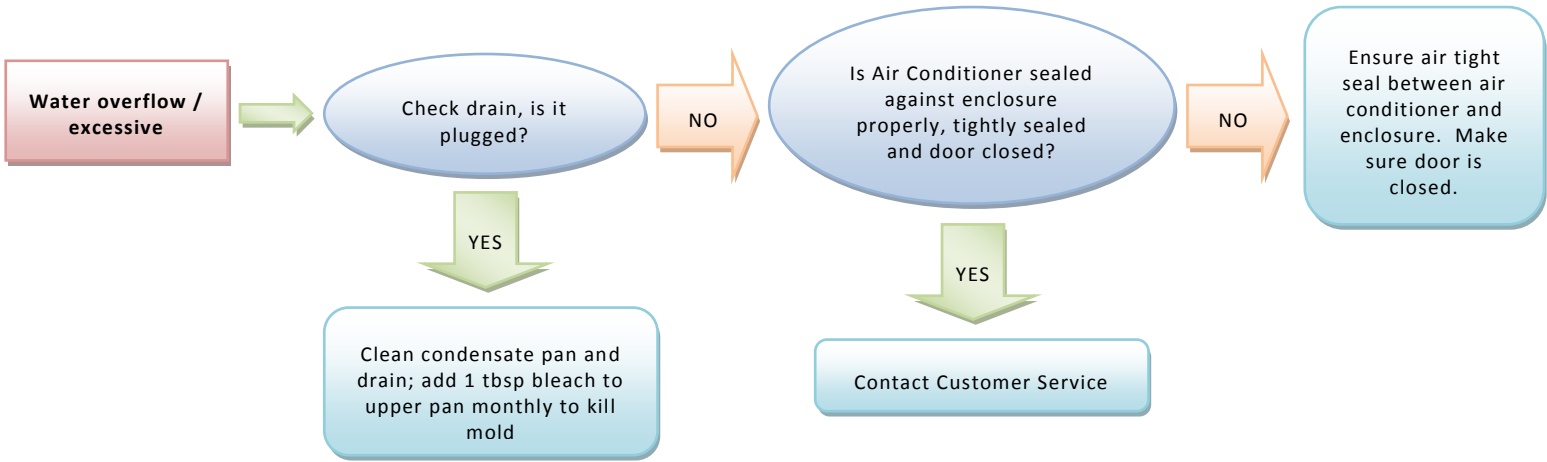 Water overflow /
excessive
Check drain, is it
plugged?
NO
Is Air Conditioner sealed
against enclosure
properly, tightly sealed
and door closed?
NO
Ensure air tight
seal between air
conditioner and
enclosure.  Make
sure door is
closed.
YES
Clean condensate pan and
drain; add 1 tbsp bleach to
upper pan monthly to kill
mold
YES
Contact Customer Service